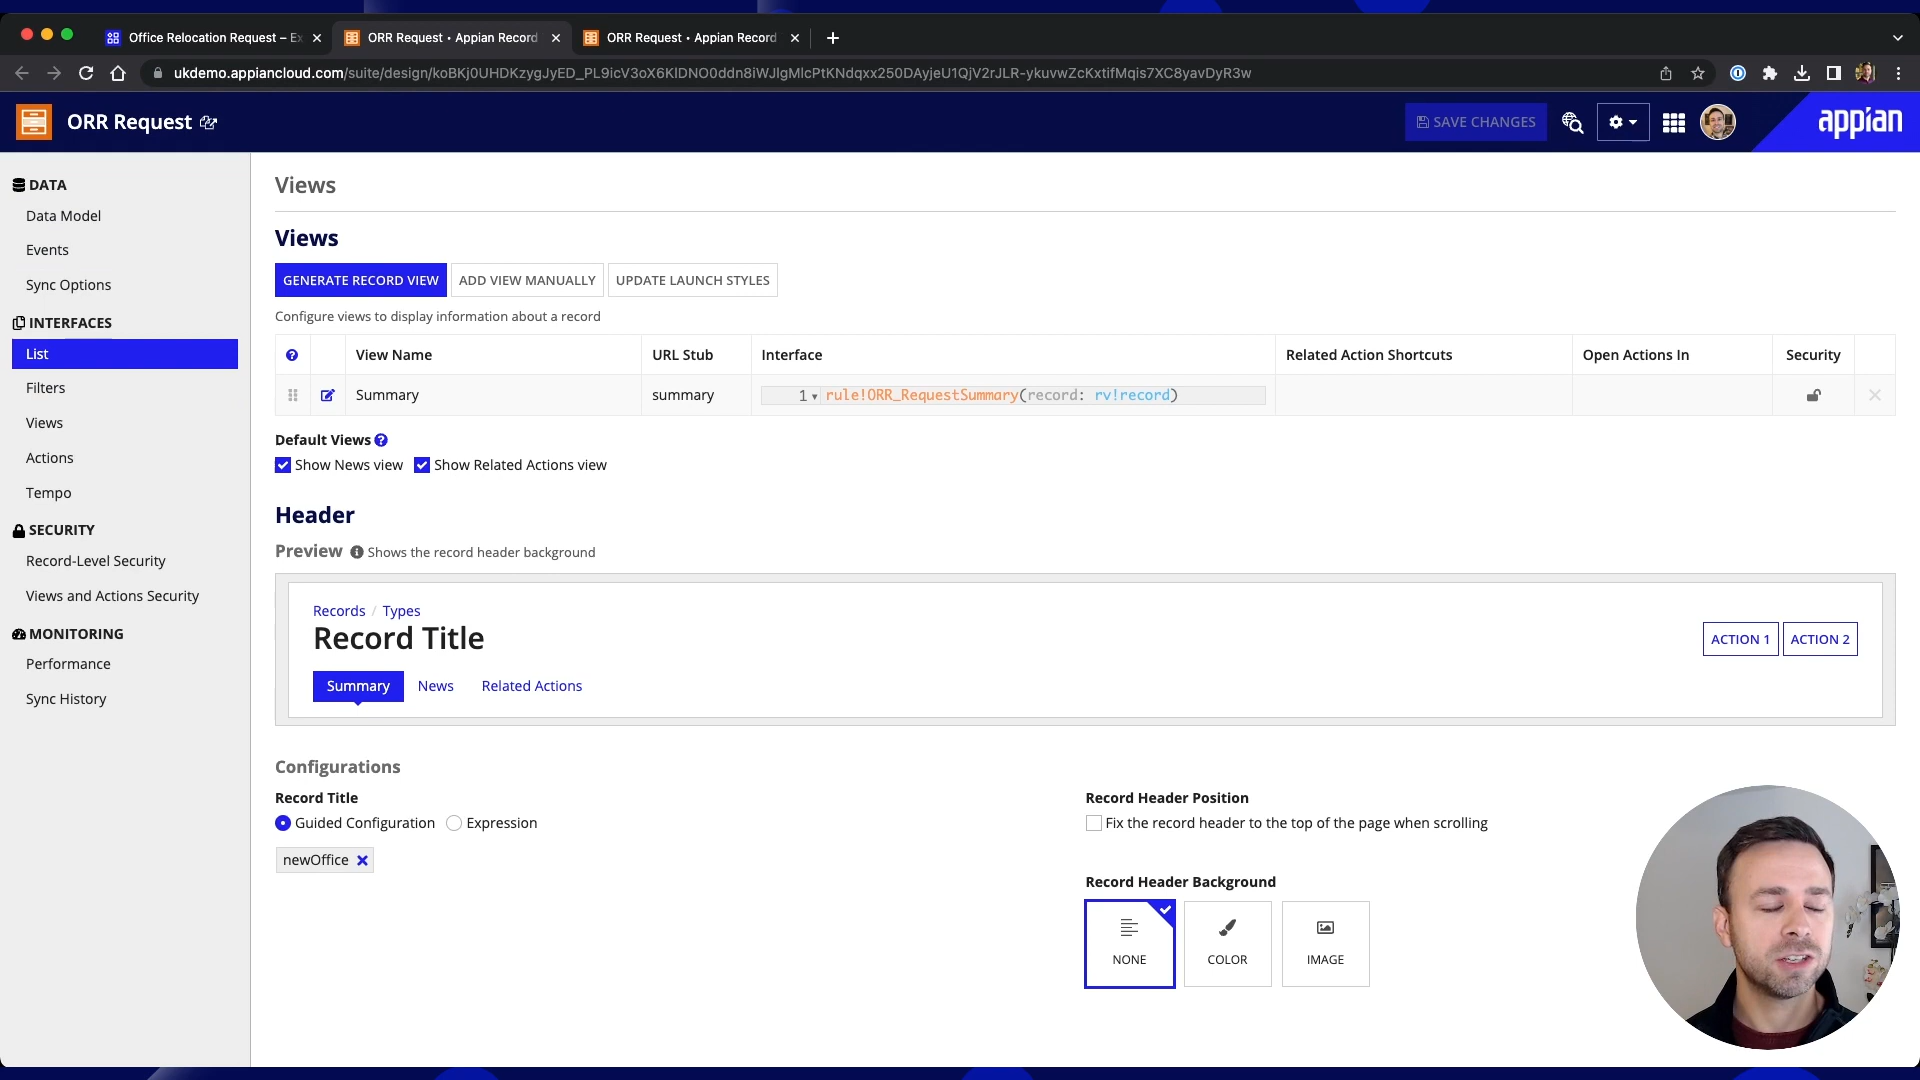 Office Relocation Request – Ex
ORR Request • Appian Record
ORR Request • Appian Record
ukdemo.appiancloud.com/suite/design/koBKj0UHDKzygJyED_PL9icV3oX6KlDNO0ddn8iWJlgMlcPtKNdqxx250DAyjeU1QjV2rJLR-ykuvwZcKxtifMqis7XC8yavDyR3w
ORR Request
SAVE CHANGES
appian
DATA
Data Model
Events
Sync Options
INTERFACES
List
Filters
Views
Actions
Tempo
SECURITY
Record-Level Security
Views and Actions Security
MONITORING
Performance
Sync History
Views
Views
GENERATE RECORD VIEW ADD VIEW MANUALLY UPDATE LAUNCH STYLES
Configure views to display information about a record
View Name URL Stub Interface Related Action Shortcuts Open Actions In Security
Summary summary 1 rule!ORR_RequestSummary(record: rv!record)
Default Views
Show News view Show Related Actions view
Header
Preview Shows the record header background
Records / Types
Record Title
ACTION 1 ACTION 2
Summary News Related Actions
Configurations
Record Title
Guided Configuration Expression
newOffice
Record Header Position
Fix the record header to the top of the page when scrolling
Record Header Background
NONE COLOR IMAGE